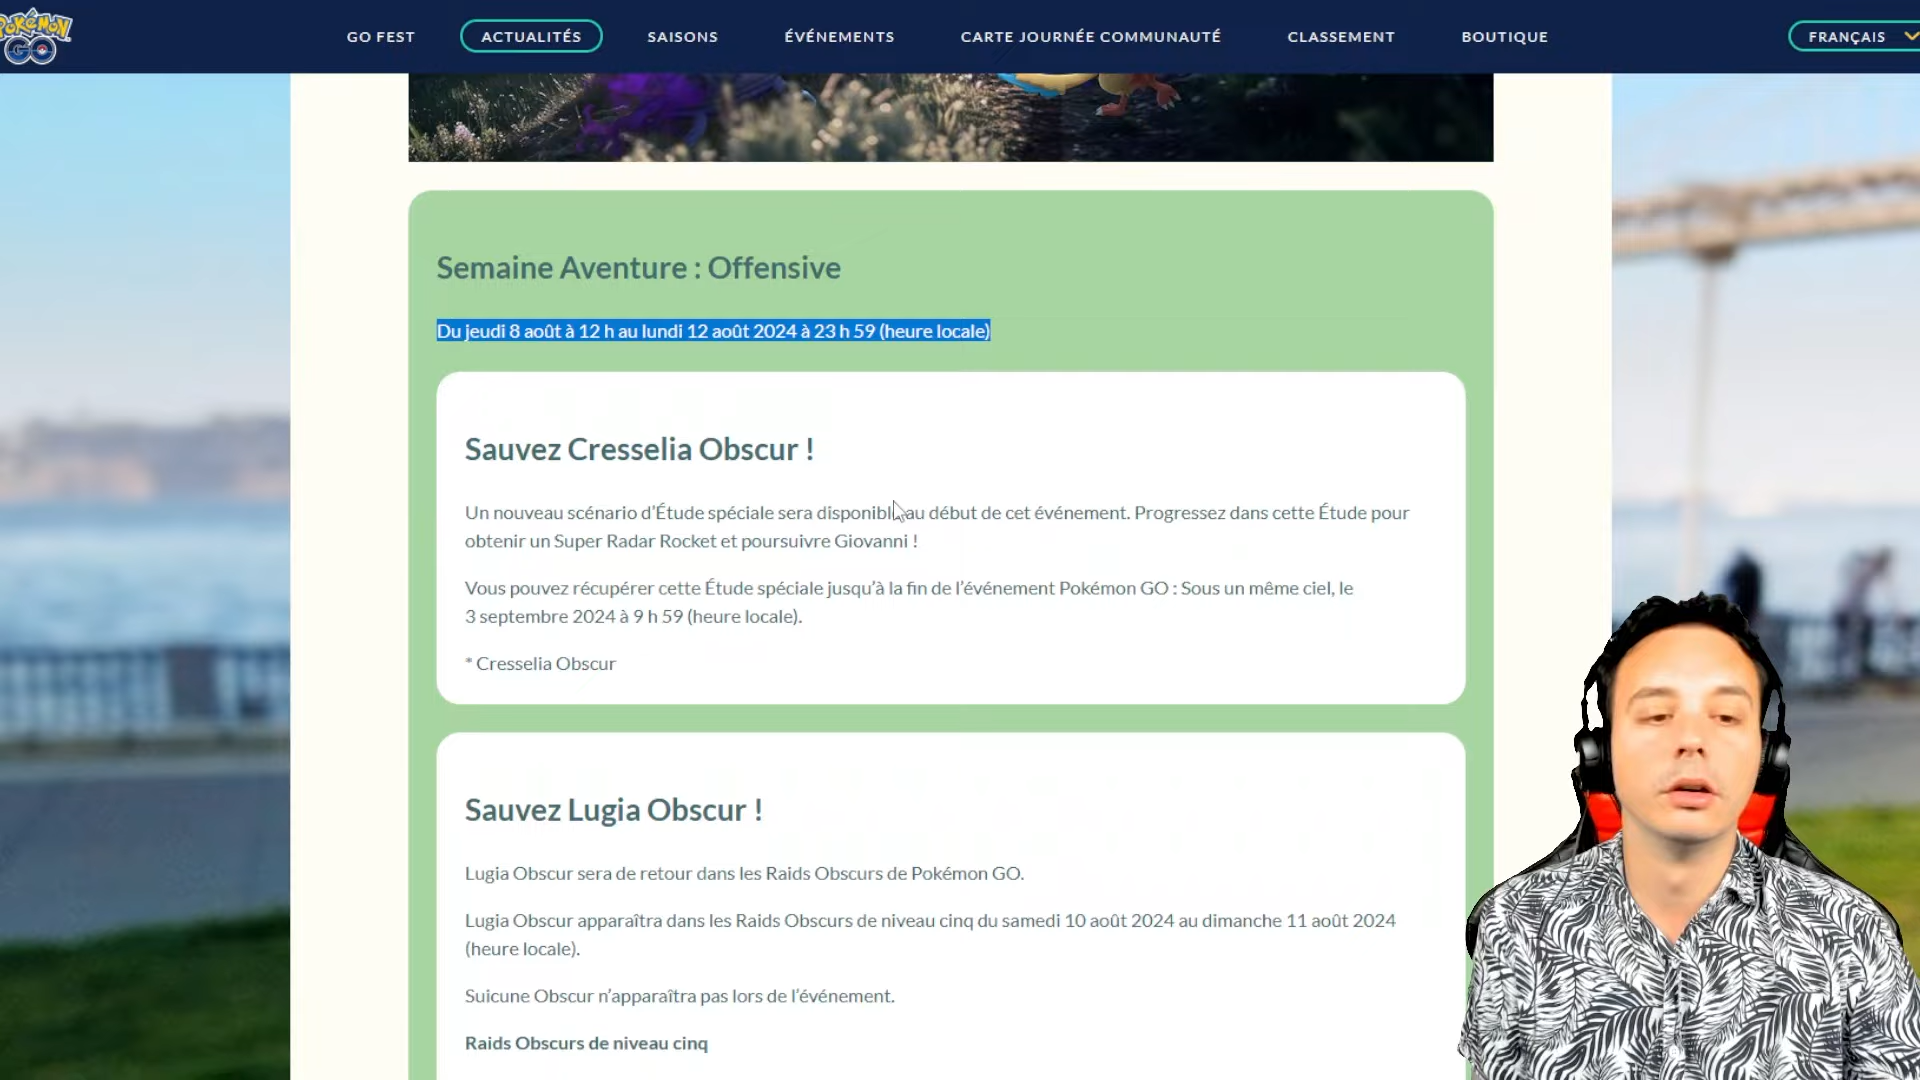 Pokémon
GO
GO FEST
ACTUALITÉS
SAISONS
ÉVÉNEMENTS
CARTE JOURNÉE COMMUNAUTÉ
CLASSEMENT
BOUTIQUE
FRANÇAIS
Semaine Aventure : Offensive
Du jeudi 8 août à 12 h au lundi 12 août 2024 à 23 h 59 (heure locale)
Sauvez Cresselia Obscur !
Un nouveau scénario d’Étude spéciale sera disponible au début de cet événement. Progressez dans cette Étude pour
obtenir un Super Radar Rocket et poursuivre Giovanni !
Vous pouvez récupérer cette Étude spéciale jusqu’à la fin de l’événement Pokémon GO : Sous un même ciel, le
3 septembre 2024 à 9 h 59 (heure locale).
* Cresselia Obscur
Sauvez Lugia Obscur !
Lugia Obscur sera de retour dans les Raids Obscurs de Pokémon GO.
Lugia Obscur apparaîtra dans les Raids Obscurs de niveau cinq du samedi 10 août 2024 au dimanche 11 août 2024
(heure locale).
Suicune Obscur n’apparaîtra pas lors de l’événement.
Raids Obscurs de niveau cinq